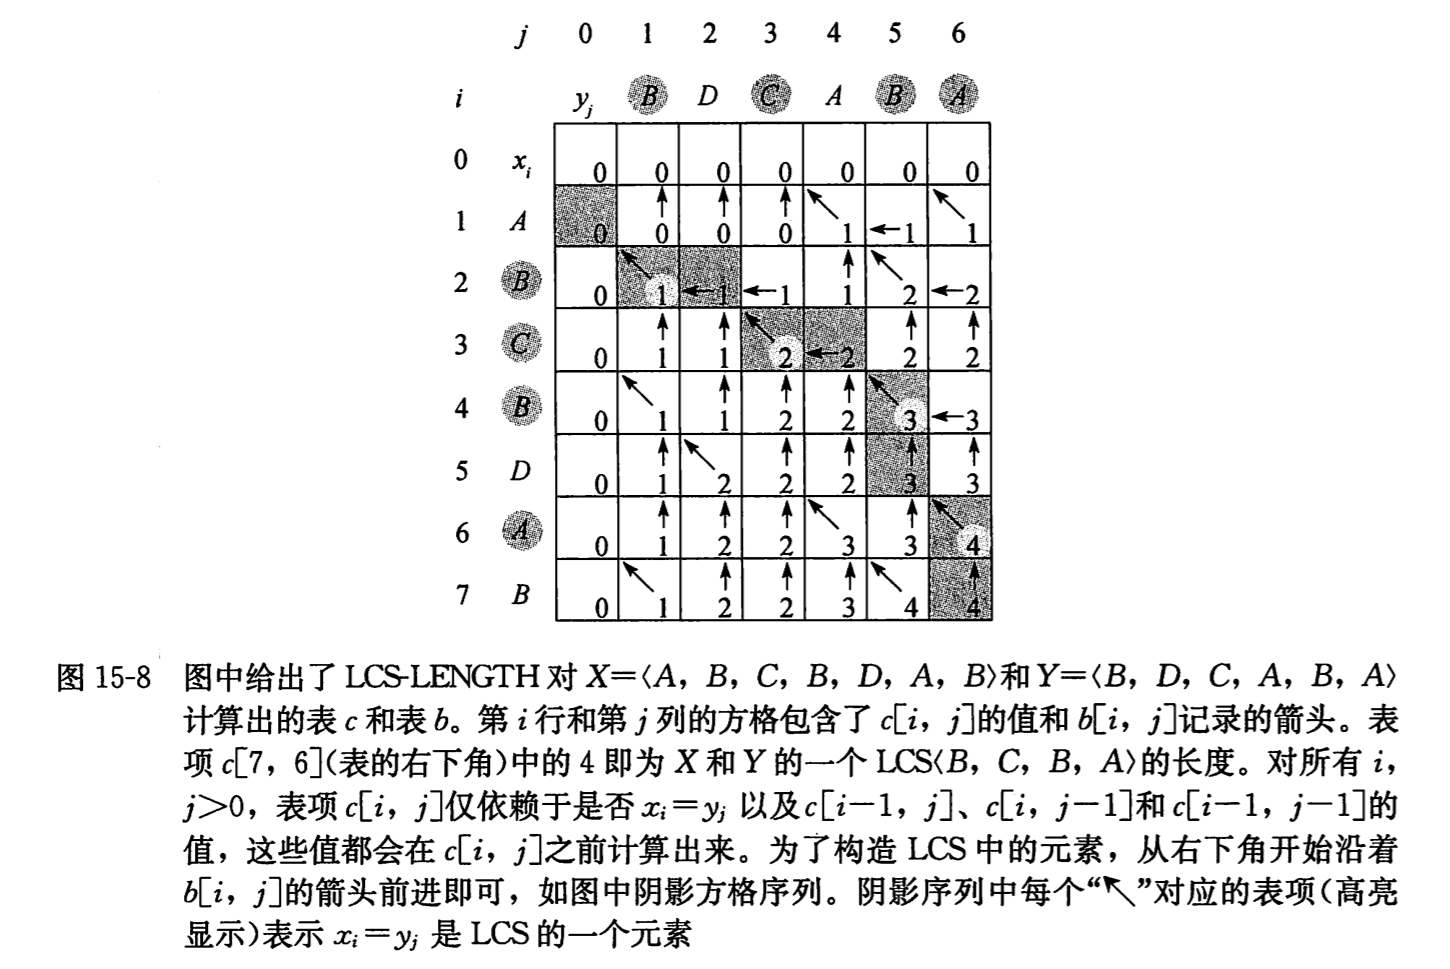 j 0 1 2 3 4 5 6
i y_j B D C A B A
0 x_i 0 0 0 0 0 0 0
1 A 0 ↑0 ↑0 ↑0 ↖1 ←1 ↖1
2 B 0 ↖1 ←1 ←1 ↑1 ↖2 ←2
3 C 0 ↑1 ↑1 ↖2 ←2 ↑2 ↑2
4 B 0 ↖1 ↑1 ↑2 ↑2 ↖3 ←3
5 D 0 ↑1 ↖2 ↑2 ↑2 ↑3 ↑3
6 A 0 ↑1 ↑2 ↑2 ↖3 ↑3 ↖4
7 B 0 ↖1 ↑2 ↑2 ↑3 ↖4 ↑4
图 15-8 图中给出了 LCS-LENGTH 对 X=⟨A，B，C，B，D，A，B⟩和Y=⟨B，D，C，A，B，A⟩
计算出的表 c 和表 b。第 i 行和第 j 列的方格包含了 c[i，j]的值和 b[i，j]记录的箭头。表
项 c[7，6](表的右下角)中的 4 即为 X 和 Y 的一个 LCS⟨B，C，B，A⟩的长度。对所有 i，
j>0，表项 c[i，j]仅依赖于是否 x_i=y_j 以及c[i−1，j]、c[i，j−1]和c[i−1，j−1]的
值，这些值都会在 c[i，j]之前计算出来。为了构造 LCS 中的元素，从右下角开始沿着
b[i，j]的箭头前进即可，如图中阴影方格序列。阴影序列中每个“↖”对应的表项(高亮
显示)表示 x_i=y_j 是 LCS 的一个元素